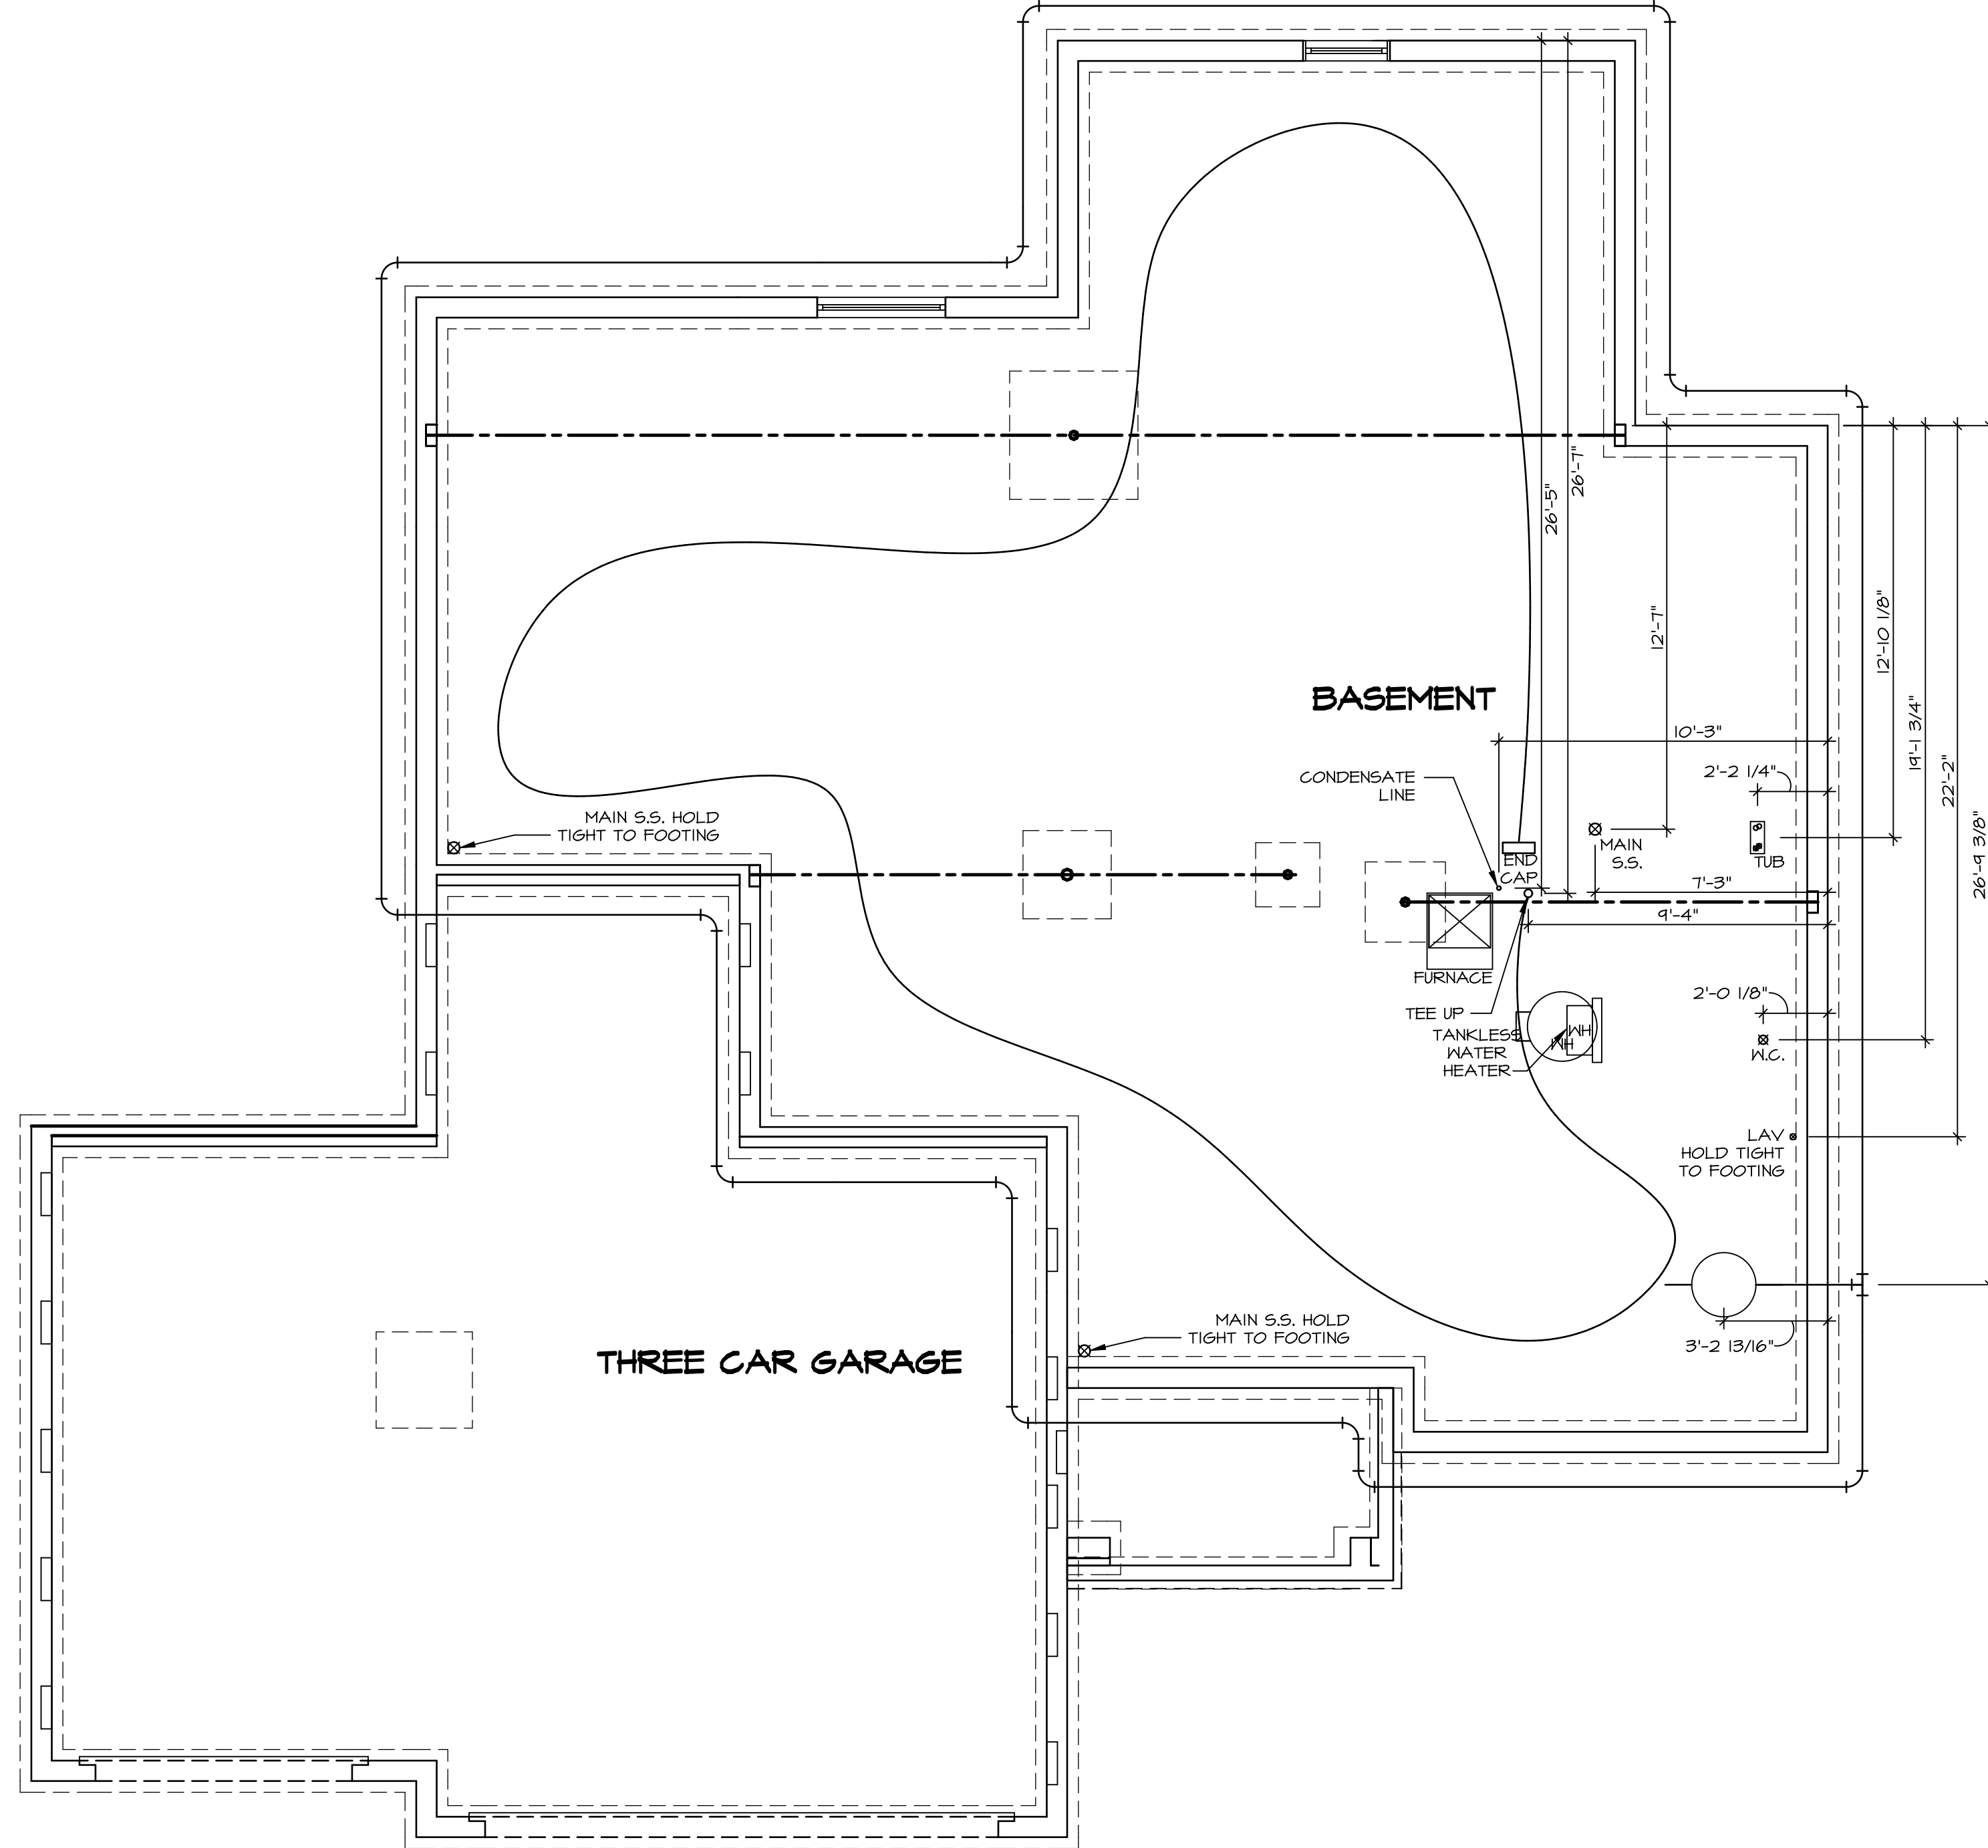 26'-5"
26'-7"
12'-7"
12'-10 1/8"
19'-1 3/4"
22'-2"
26'-9 3/8"
BASEMENT
10'-3"
2'-2 1/4"
CONDENSATE
LINE
MAIN S.S. HOLD
TIGHT TO FOOTING
MAIN
S.S.
END
CAP
TUB
7'-3"
9'-4"
FURNACE
2'-0 1/8"
TEE UP
TANKLESS
WATER
HEATER
WH
WH
W.C.
LAV
HOLD TIGHT
TO FOOTING
MAIN S.S. HOLD
TIGHT TO FOOTING
3'-2 13/16"
THREE CAR GARAGE